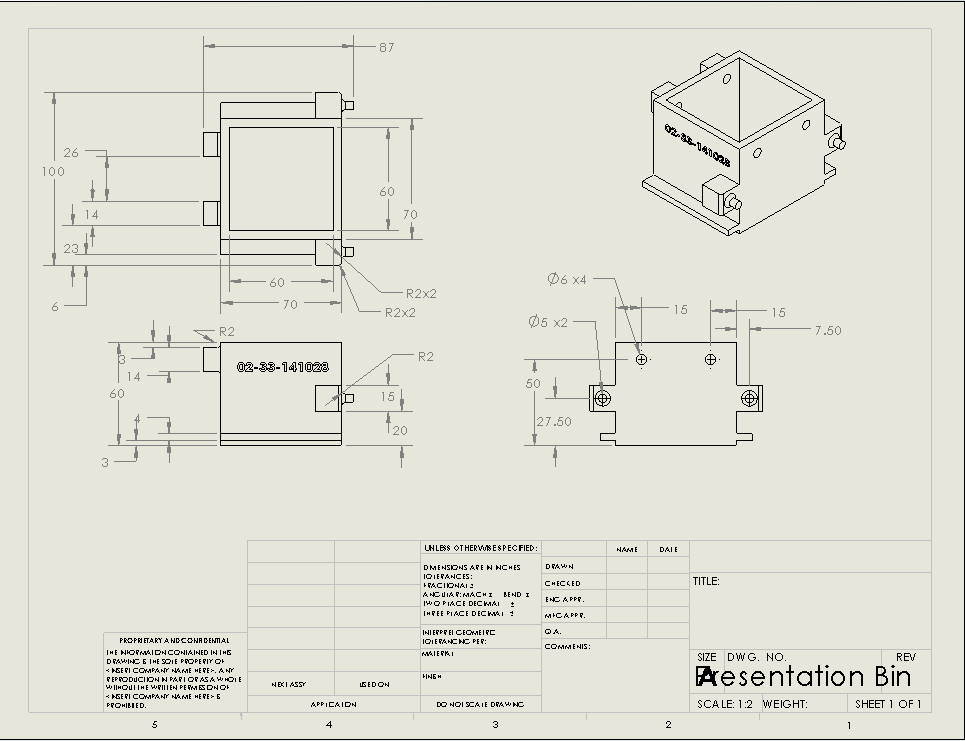 87
26
100
14
23
6
60
70
60
70
R2x2
R2x2
R2
3
14
60
4
3
02-33-141028
R2
15
20
02-33-141028
Ø6 x4
15
15
Ø5 x2
7.50
50
27.50
UNLESS OTHERWISE SPECIFIED:
NAME
DATE
DIMENSIONS ARE IN INCHES
TOLERANCES:
FRACTIONAL ±
ANGULAR: MACH ± BEND ±
TWO PLACE DECIMAL ±
THREE PLACE DECIMAL ±
DRAWN
CHECKED
ENG APPR.
MFG APPR.
Q.A.
COMMENTS:
INTERPRET GEOMETRIC
TOLERANCING PER:
MATERIAL
FINISH
DO NOT SCALE DRAWING
TITLE:
SIZE
DWG. NO.
REV
A
Presentation Bin
SCALE: 1:2
WEIGHT:
SHEET 1 OF 1
PROPRIETARY AND CONFIDENTIAL
THE INFORMATION CONTAINED IN THIS
DRAWING IS THE SOLE PROPERTY OF
<INSERT COMPANY NAME HERE>. ANY
REPRODUCTION IN PART OR AS A WHOLE
WITHOUT THE WRITTEN PERMISSION OF
<INSERT COMPANY NAME HERE> IS
PROHIBITED.
NEXT ASSY
USED ON
APPLICATION
5
4
3
2
1